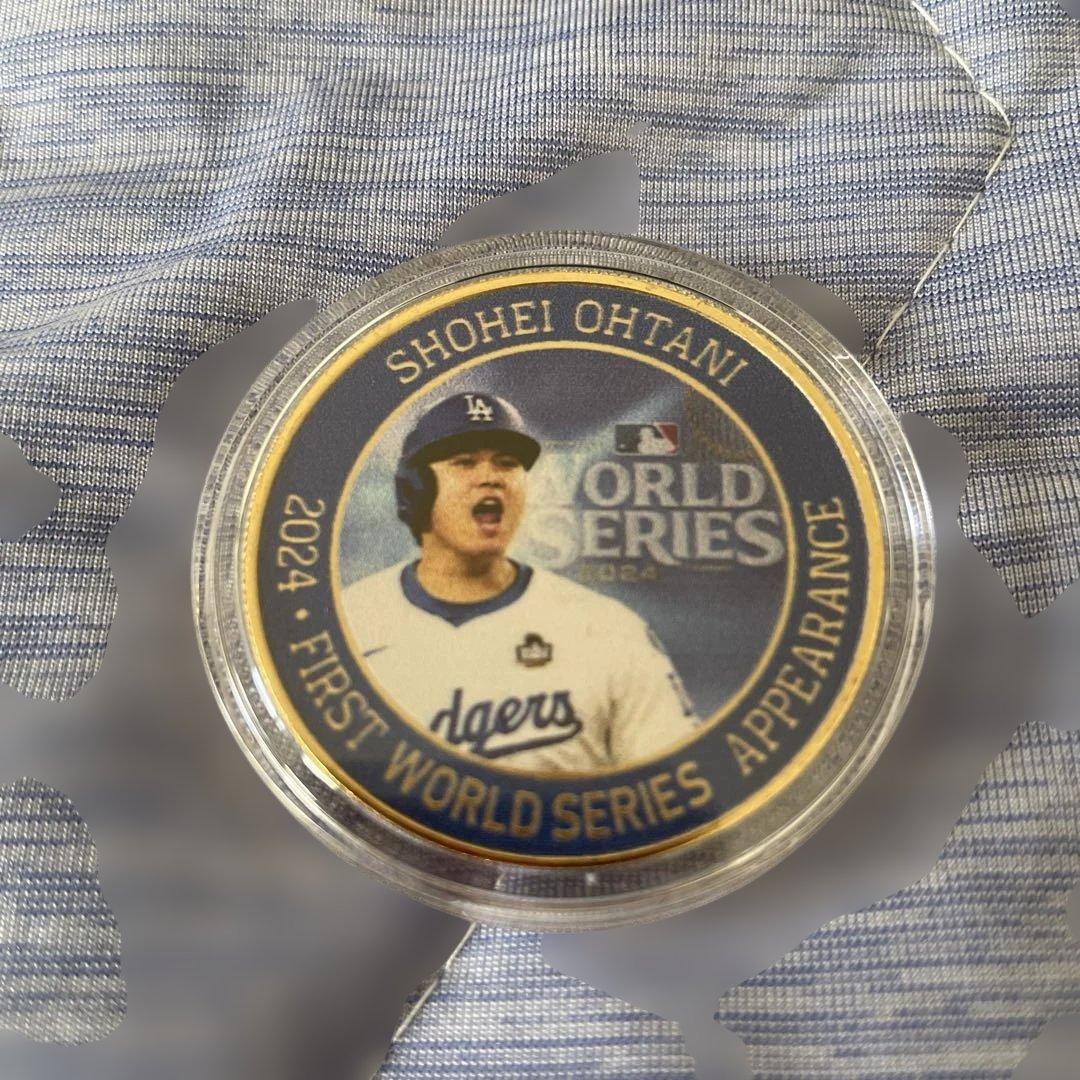 SHOHEI OHTANI
LA
WORLD
SERIES
2024
dgers
2024 • FIRST WORLD SERIES APPEARANCE